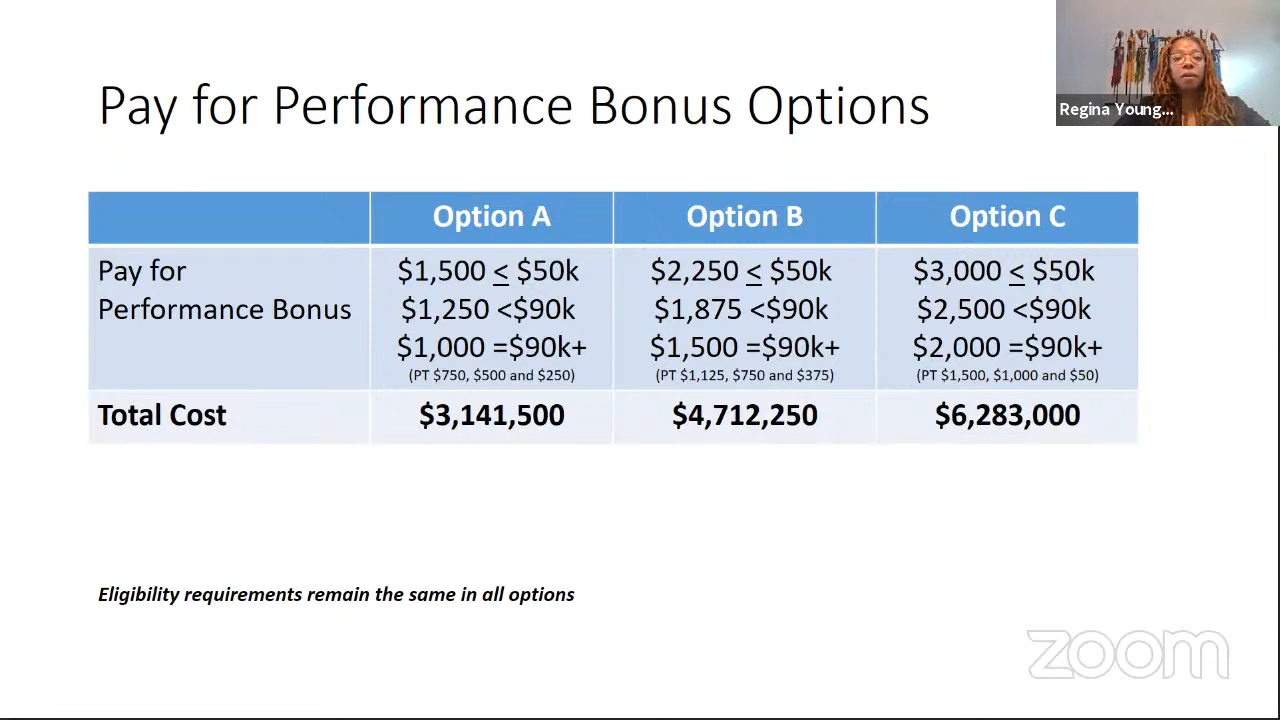 Pay for Performance Bonus Options
Regina Young...
Option A Option B Option C
Pay for
Performance Bonus
$1,500 ≤ $50k
$1,250 <$90k
$1,000 =$90k+
(PT $750, $500 and $250)
$2,250 ≤ $50k
$1,875 <$90k
$1,500 =$90k+
(PT $1,125, $750 and $375)
$3,000 ≤ $50k
$2,500 <$90k
$2,000 =$90k+
(PT $1,500, $1,000 and $50)
Total Cost $3,141,500 $4,712,250 $6,283,000
Eligibility requirements remain the same in all options
zoom